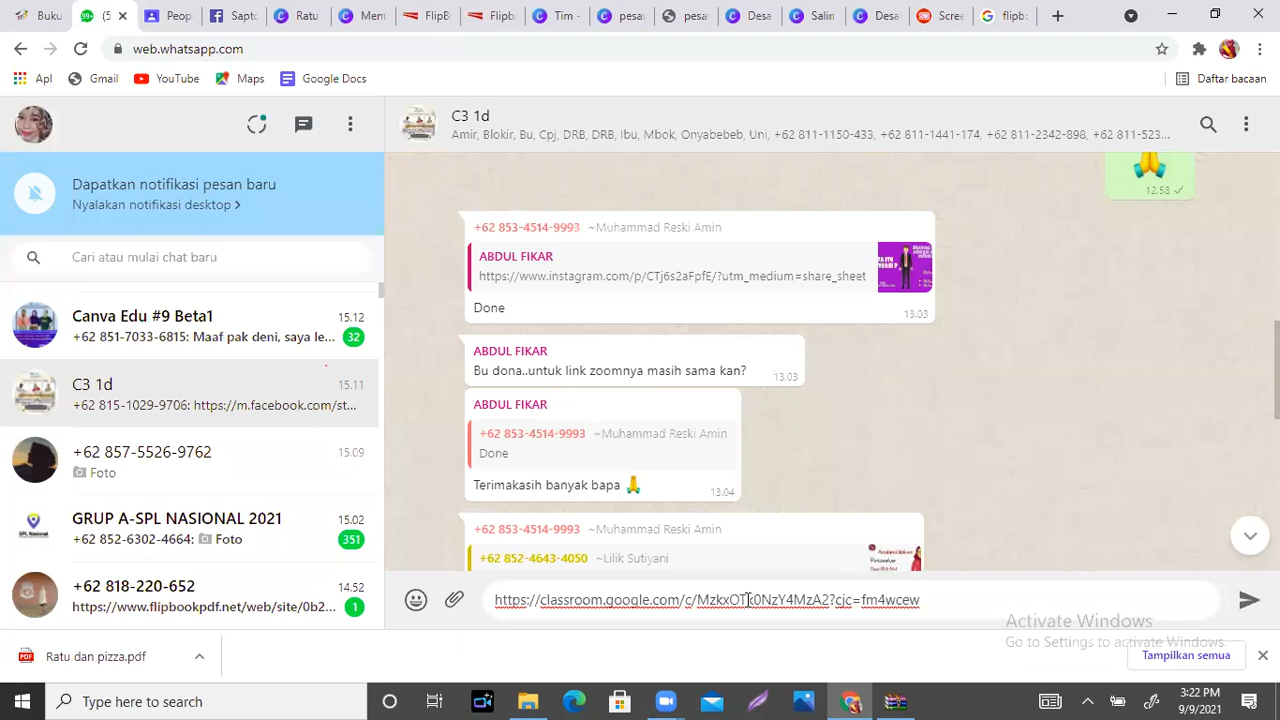 99+
(5
Peop
Sapt
Ratu
Men
FlipB
Flip
Tim -
pesa
pes
Desa
Salin
Desa
Scree
flipbo
web.whatsapp.com
Apl
Gmail
YouTube
Maps
Google Docs
Daftar bacaan
C3 1d
Amir, Blokir, Bu, Cpj, DRB, DRB, Ibu, Mbok, Onyabebeb, Uni, +62 811-1150-433, +62 811-1441-174, +62 811-2342-898, +62 811-523...
Dapatkan notifikasi pesan baru
Nyalakan notifikasi desktop >
Cari atau mulai chat baru
Canva Edu #9 Beta1
15.12
+62 851-7033-6815: Maaf pak deni, saya le...
32
C3 1d
15.11
+62 815-1029-9706: https://m.facebook.com/st...
+62 857-5526-9762
15.09
Foto
GRUP A-SPL NASIONAL 2021
15.02
SPL Nasional
+62 852-6302-4664: Foto
351
+62 818-220-652
14.52
https://www.flipbookpdf.net/web/site/0b2...
1
12.58
+62 853-4514-9993 ~Muhammad Reski Amin
ABDUL FIKAR
https://www.instagram.com/p/CTj6s2aFpfE/?utm_medium=share_sheet
Done
13.03
ABDUL FIKAR
Bu dona..untuk link zoomnya masih sama kan?
13.03
ABDUL FIKAR
+62 853-4514-9993 ~Muhammad Reski Amin
Done
Terimakasih banyak bapa 🙏
13.04
+62 853-4514-9993 ~Muhammad Reski Amin
+62 852-4643-4050 ~Lilik Sutiyani
https://classroom.google.com/c/MzkxOTc0NzY4MzA2?cjc=fm4wcew
Activate Windows
Go to Settings to activate Windows.
PDF
Ratu dan pizza.pdf
Tampilkan semua
Type here to search
3:22 PM
9/9/2021